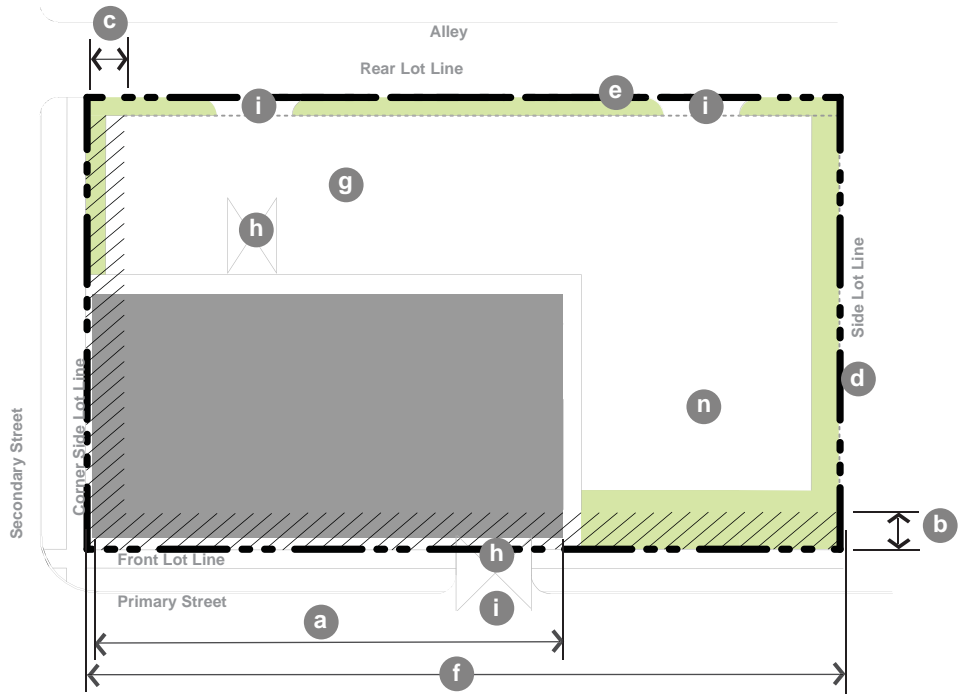 c
Alley
Rear Lot Line
e
i
i
g
h
Side Lot Line
d
n
Corner Side Lot Line
Secondary Street
b
h
Front Lot Line
Primary Street
i
a
f